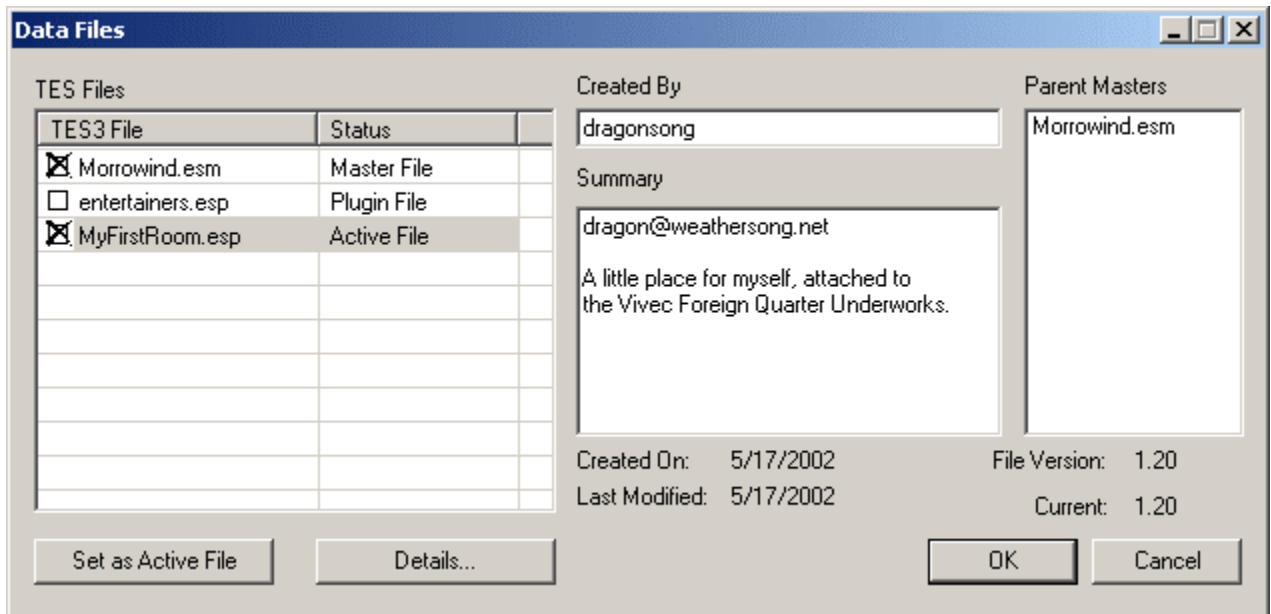 Data Files
TES Files
TES3 File Status
Morrowind.esm Master File
entertainers.esp Plugin File
MyFirstRoom.esp Active File
Created By
dragonsong
Summary
dragon@weathersong.net
A little place for myself, attached to
the Vivec Foreign Quarter Underworks.
Parent Masters
Morrowind.esm
Created On: 5/17/2002
Last Modified: 5/17/2002
File Version: 1.20
Current: 1.20
Set as Active File
Details...
OK
Cancel